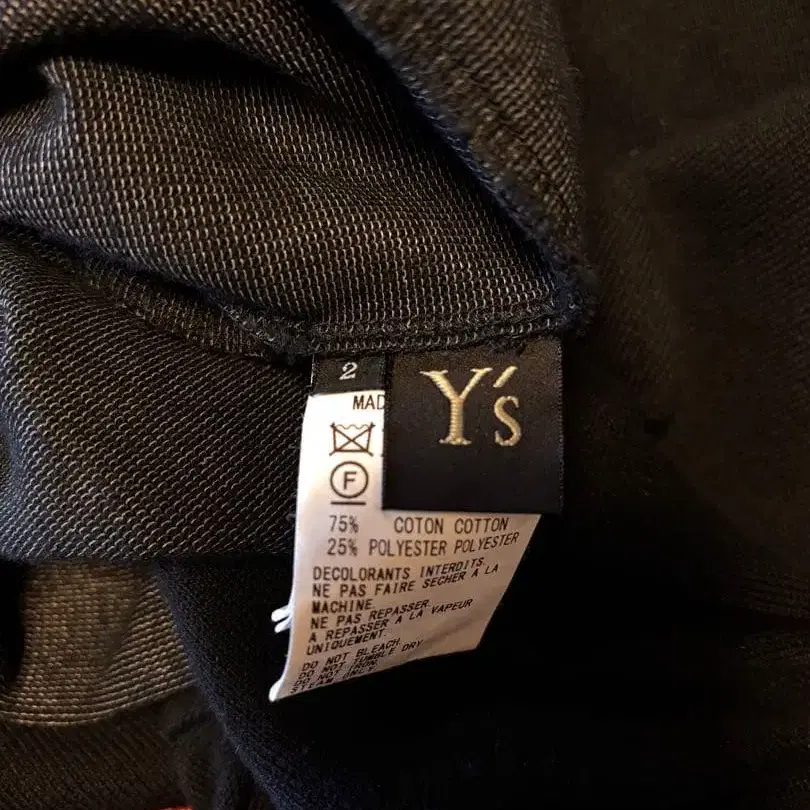 2
Y's
MAD
F
75% COTON COTTON
25% POLYESTER POLYESTER
DECOLORANTS INTERDITS
NE PAS FAIRE SECHER A LA
MACHINE
NE PAS REPASSER
A REPASSER A LA VAPEUR
UNIQUEMENT.
DO NOT BLEACH
DO NOT TUMBLE DRY
DO NOT IRON
STEAM ONLY